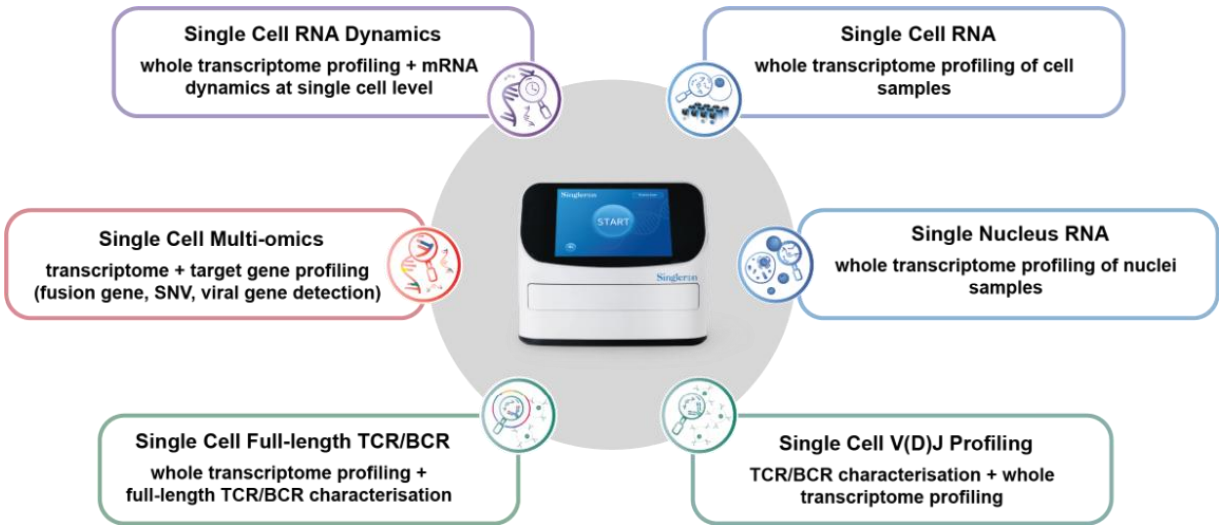 Single Cell RNA Dynamics
whole transcriptome profiling + mRNA
dynamics at single cell level
Single Cell RNA
whole transcriptome profiling of cell
samples
Single Cell Multi-omics
transcriptome + target gene profiling
(fusion gene, SNV, viral gene detection)
Singleron
START
Singleron
Single Nucleus RNA
whole transcriptome profiling of nuclei
samples
Single Cell Full-length TCR/BCR
whole transcriptome profiling +
full-length TCR/BCR characterisation
Single Cell V(D)J Profiling
TCR/BCR characterisation + whole
transcriptome profiling